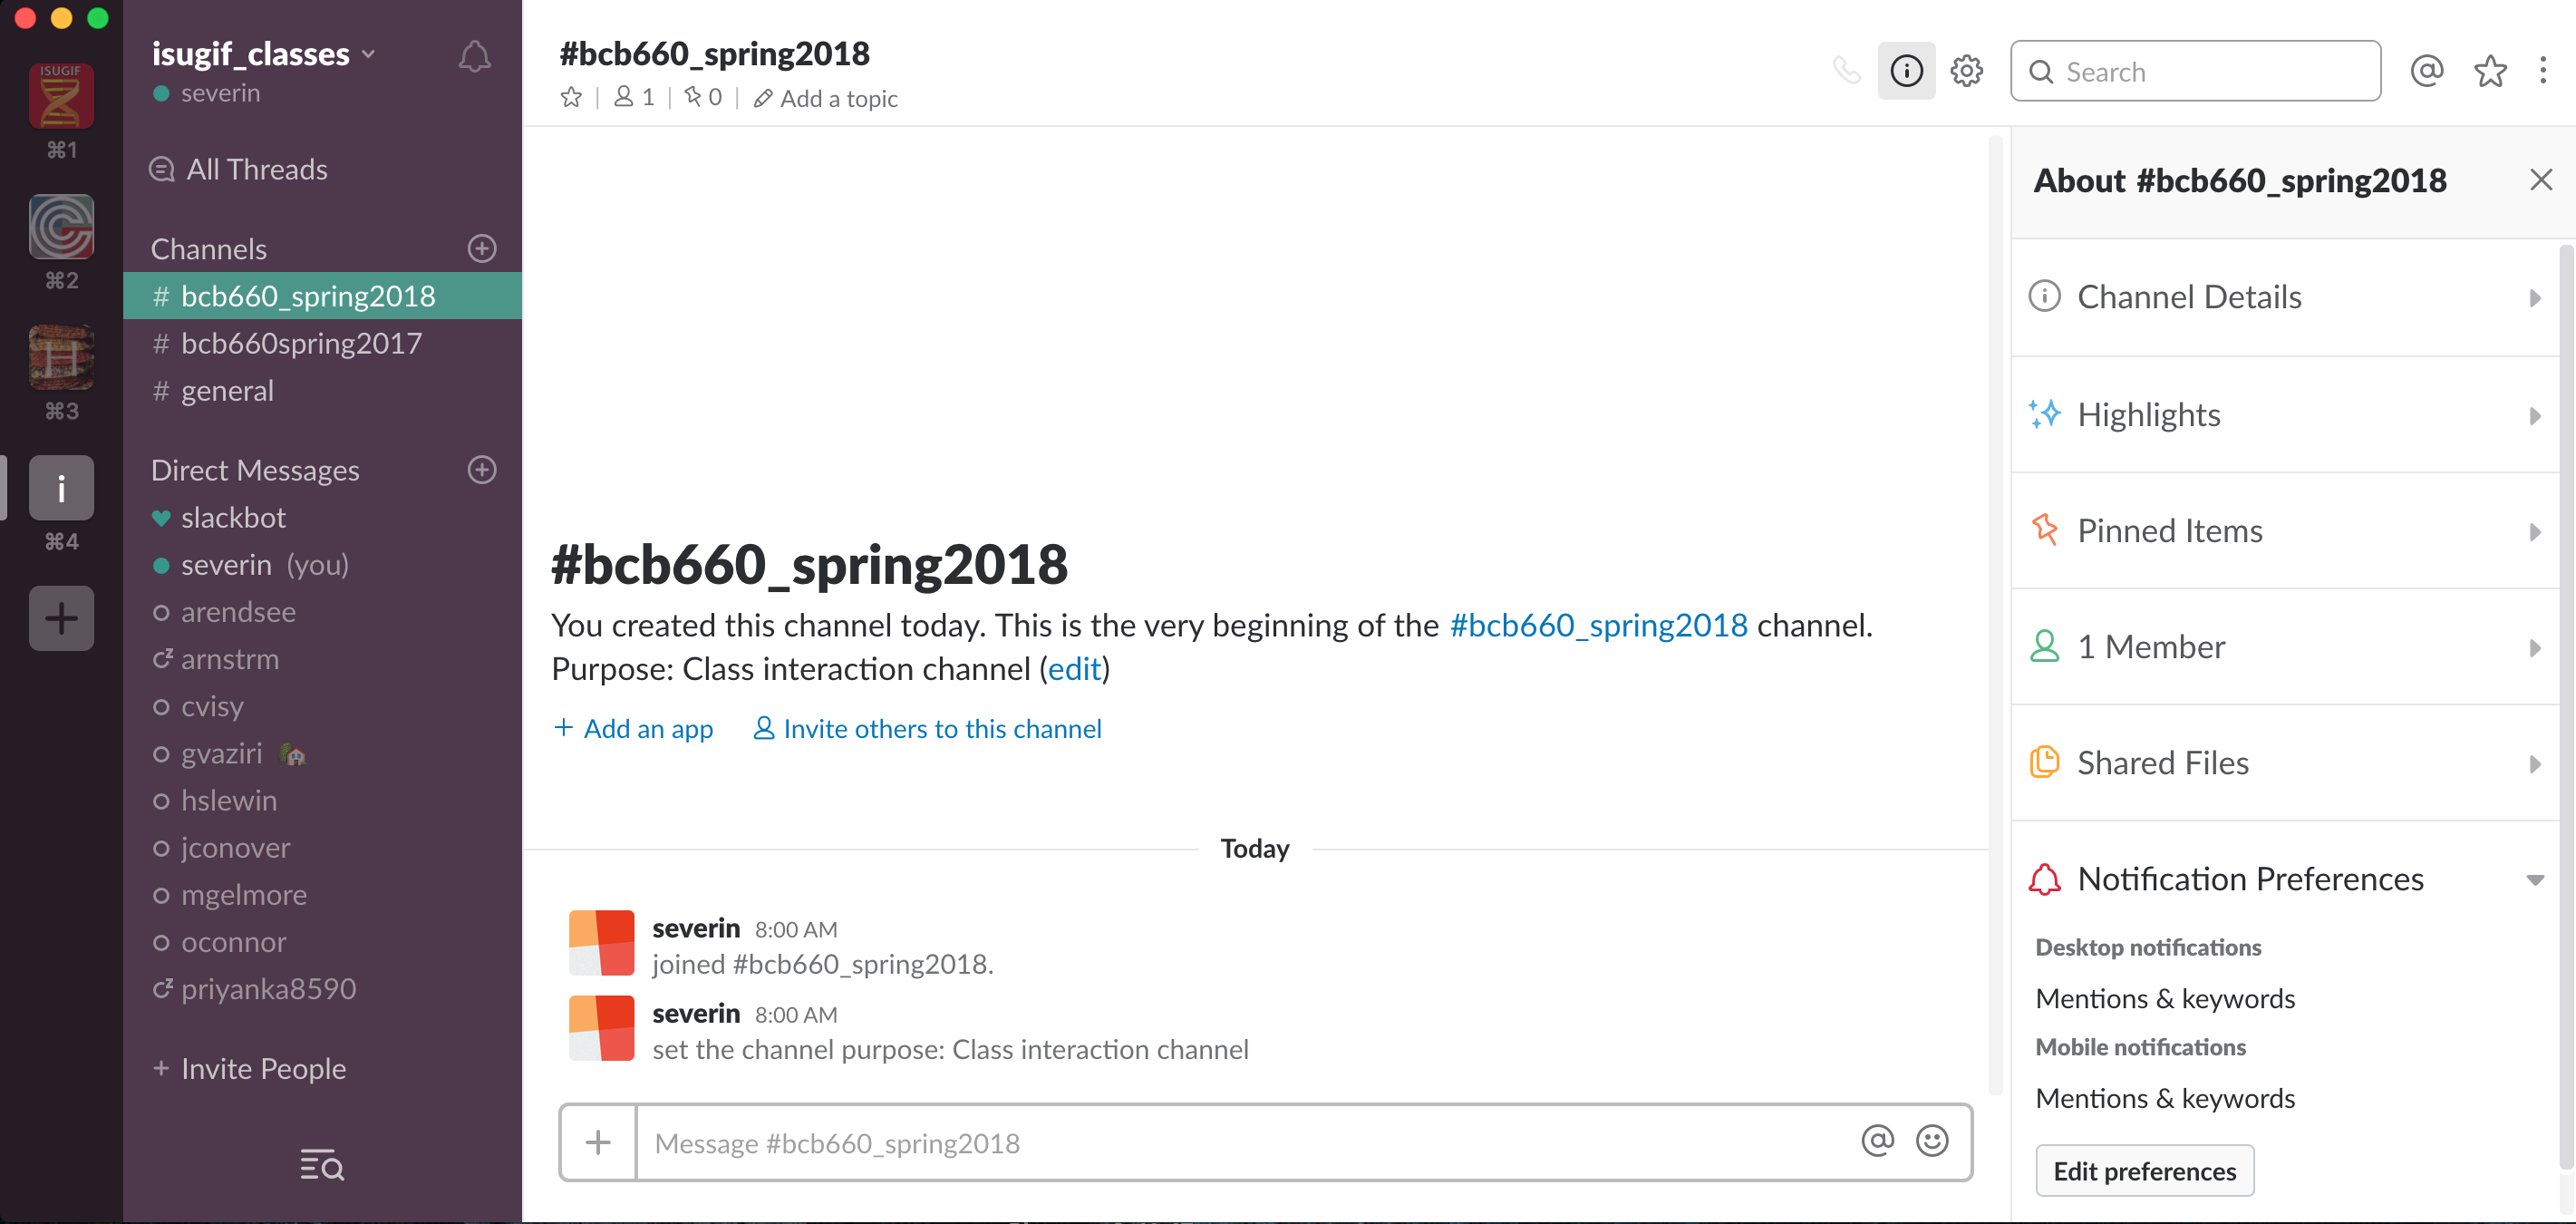 ISUGIF
⌘1
⌘2
H
⌘3
i
⌘4
isugif_classes
severin
All Threads
Channels
# bcb660_spring2018
# bcb660spring2017
# general
Direct Messages
slackbot
severin (you)
arendsee
arnstrm
cvisy
gvaziri
hslewin
jconover
mgelmore
oconnor
priyanka8590
+ Invite People
#bcb660_spring2018
1 | 0 | Add a topic
Search
#bcb660_spring2018
You created this channel today. This is the very beginning of the #bcb660_spring2018 channel.
Purpose: Class interaction channel (edit)
+ Add an app Invite others to this channel
Today
severin 8:00 AM
joined #bcb660_spring2018.
severin 8:00 AM
set the channel purpose: Class interaction channel
Message #bcb660_spring2018
About #bcb660_spring2018
Channel Details
Highlights
Pinned Items
1 Member
Shared Files
Notification Preferences
Desktop notifications
Mentions & keywords
Mobile notifications
Mentions & keywords
Edit preferences